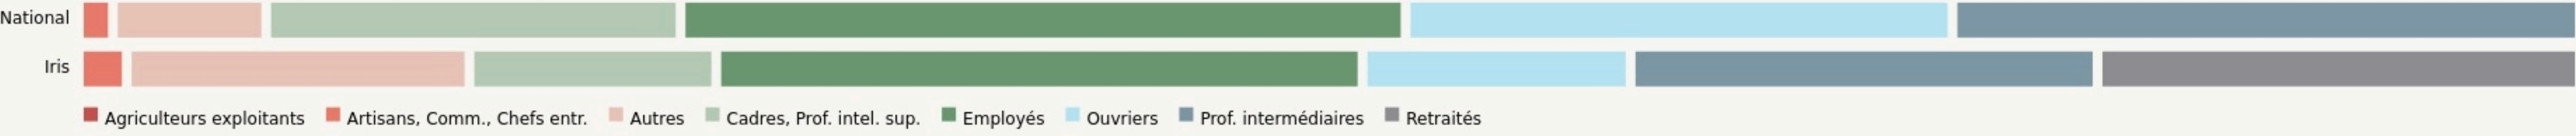 National
Iris
Agriculteurs exploitants Artisans, Comm., Chefs entr. Autres Cadres, Prof. intel. sup. Employés Ouvriers Prof. intermédiaires Retraités